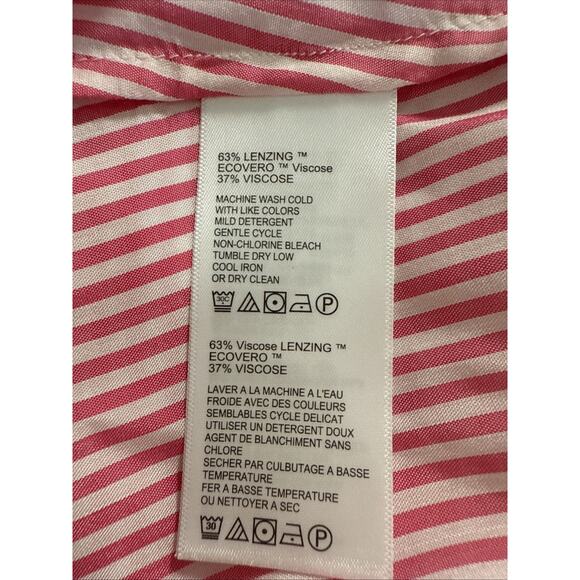 63% LENZING ™
ECOVERO ™ Viscose
37% VISCOSE
MACHINE WASH COLD
WITH LIKE COLORS
MILD DETERGENT
GENTLE CYCLE
NON-CHLORINE BLEACH
TUMBLE DRY LOW
COOL IRON
OR DRY CLEAN
30C P
63% Viscose LENZING ™
ECOVERO ™
37% VISCOSE
LAVER A LA MACHINE A L'EAU
FROIDE AVEC DES COULEURS
SEMBLABLES CYCLE DELICAT
UTILISER UN DETERGENT DOUX
AGENT DE BLANCHIMENT SANS
CHLORE
SECHER PAR CULBUTAGE A BASSE
TEMPERATURE
FER A BASSE TEMPERATURE
OU NETTOYER A SEC
30 P